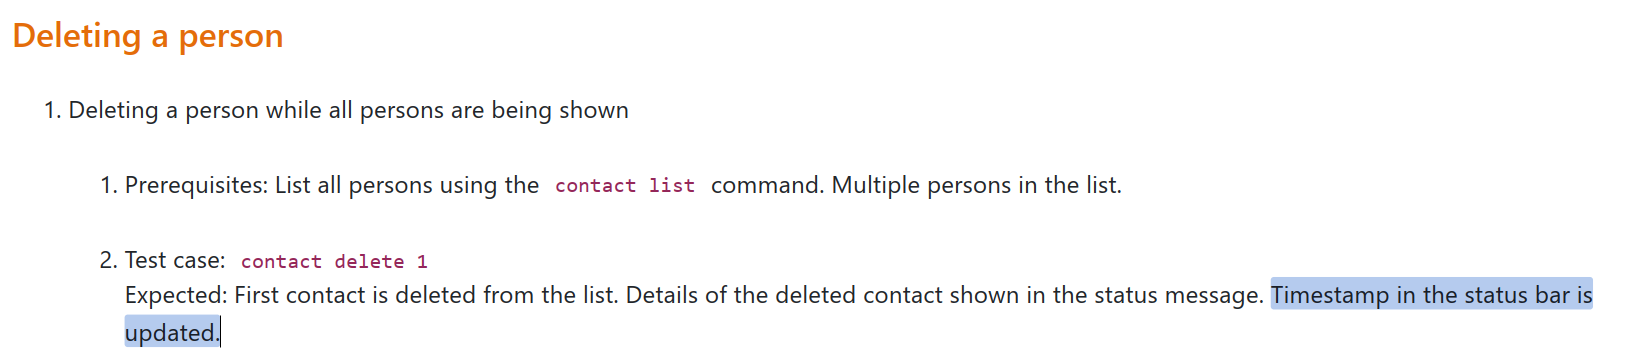 Deleting a person
1. Deleting a person while all persons are being shown
1. Prerequisites: List all persons using the contact list command. Multiple persons in the list.
2. Test case: contact delete 1
Expected: First contact is deleted from the list. Details of the deleted contact shown in the status message. Timestamp in the status bar is
updated.